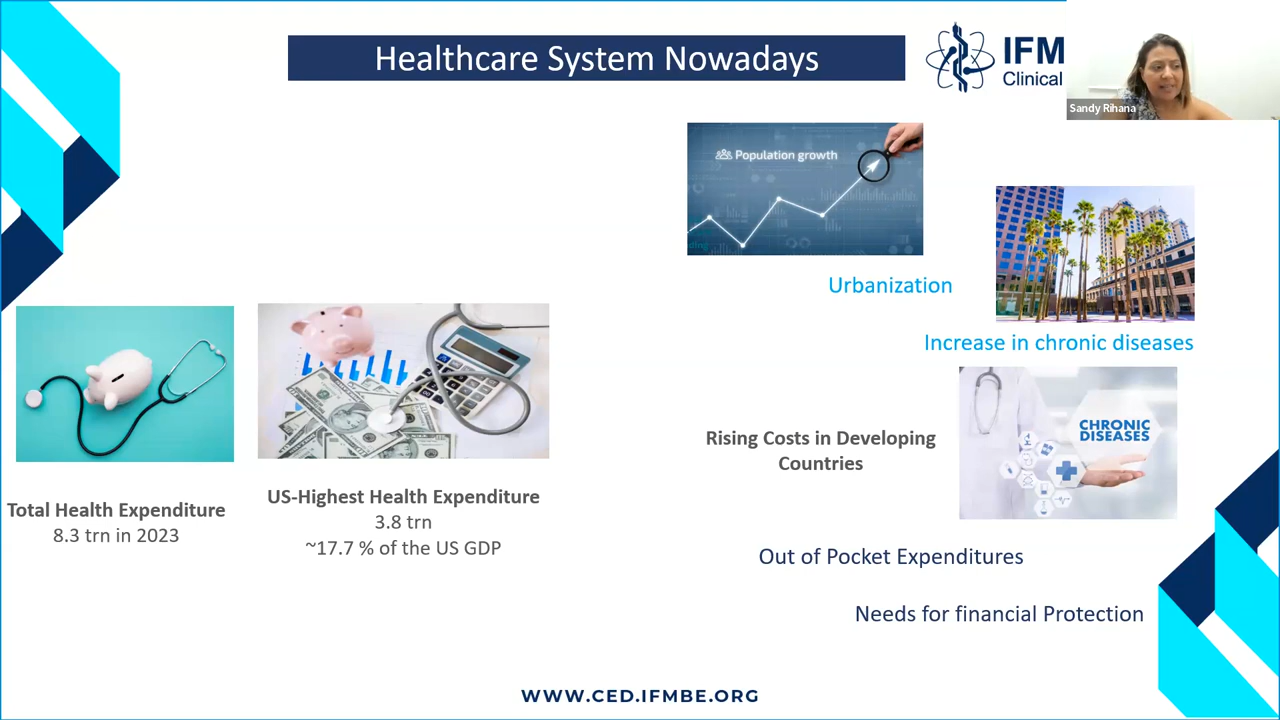 Healthcare System Nowadays
IFM
Clinical
Sandy Rihana
Population growth
Urbanization
Increase in chronic diseases
CHRONIC
DISEASES
Rising Costs in Developing
Countries
Total Health Expenditure
8.3 trn in 2023
US-Highest Health Expenditure
3.8 trn
~17.7 % of the US GDP
Out of Pocket Expenditures
Needs for financial Protection
WWW.CED.IFMBE.ORG